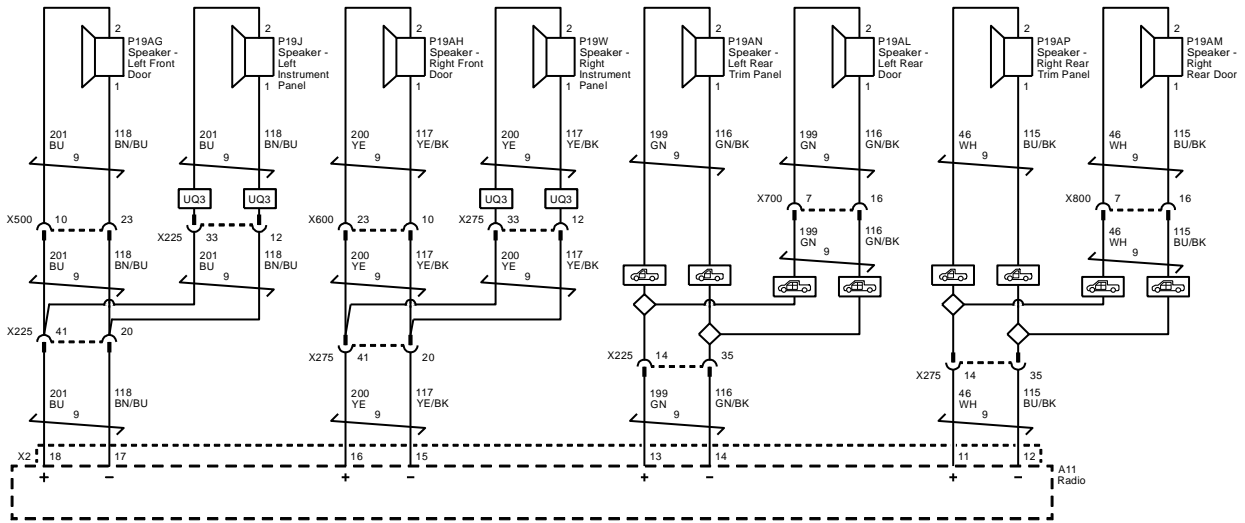 2 2 2 2 2 2 2 2
P19AG
Speaker -
Left Front
Door
P19J
Speaker -
Left
Instrument
Panel
P19AH
Speaker -
Right Front
Door
P19W
Speaker -
Right
Instrument
Panel
P19AN
Speaker -
Left Rear
Trim Panel
P19AL
Speaker -
Left Rear
Door
P19AP
Speaker -
Right Rear
Trim Panel
P19AM
Speaker -
Right
Rear Door
1 1 1 1 1 1 1 1
201 118 201 118 200 117 200 117 199 116 199 116 46 115 46 115
BU BN/BU BU BN/BU YE YE/BK YE YE/BK GN GN/BK GN GN/BK WH BU/BK WH BU/BK
9 9 9 9 9 9 9 9
UQ3 UQ3 UQ3 UQ3
X700 7 16 X800 7 16
X500 10 23 X600 23 10 X275 33 12
X225 33 12
199 116 46 115
GN GN/BK WH BU/BK
201 118 201 118 200 117 200 117
BU BN/BU BU BN/BU YE YE/BK YE YE/BK
9 9 9 9 9 9
X225 41 20
X275 41 20
X225 14 35
X275 14 35
201 118 200 117 199 116 46 115
BU BN/BU YE YE/BK GN GN/BK WH BU/BK
9 9 9 9
X2 18 17 16 15 13 14 11 12
+ – + – + – + –
A11
Radio